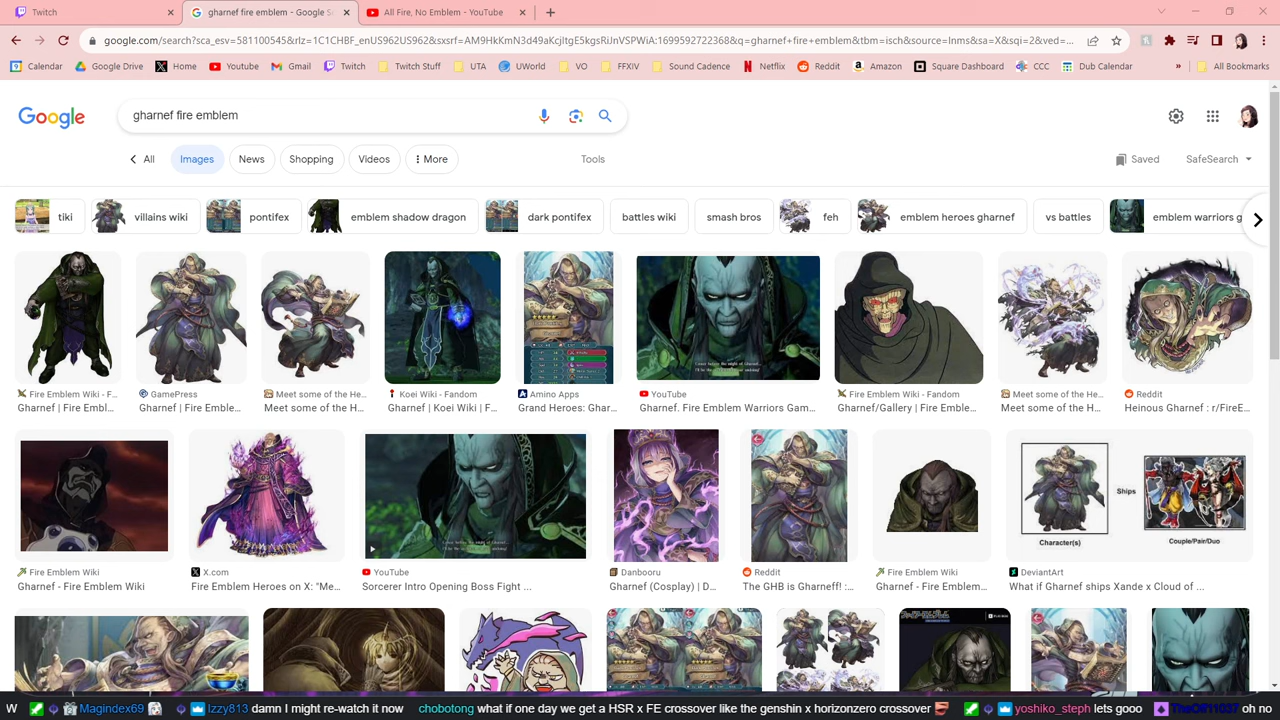 Twitch
gharnef fire emblem - Google Se
All Fire, No Emblem - YouTube
google.com/search?sca_esv=581100545&rlz=1C1CHBF_enUS962US962&sxsrf=AM9HkKmN3d49aKcjItgE5kgsRiJnVSPWiA:1699592722368&q=gharnef+fire+emblem&tbm=isch&source=lnms&sa=X&sqi=2&ved=...
Calendar Google Drive Home Youtube Gmail Twitch Twitch Stuff UTA UWorld VO FFXIV Sound Cadence Netflix Reddit Amazon Square Dashboard CCC Dub Calendar » All Bookmarks
Google
gharnef fire emblem
All Images News Shopping Videos More Tools Saved SafeSearch
tiki villains wiki pontifex emblem shadow dragon dark pontifex battles wiki smash bros feh emblem heroes gharnef vs battles emblem warriors g
Fire Emblem Wiki - F...
Gharnef | Fire Embl...
GamePress
Gharnef | Fire Emble...
Meet some of the He...
Meet some of the H...
Koei Wiki - Fandom
Gharnef | Koei Wiki | F...
Amino Apps
Grand Heroes: Ghar...
YouTube
Gharnef. Fire Emblem Warriors Gam...
Fire Emblem Wiki - Fandom
Gharnef/Gallery | Fire Emble...
Meet some of the He...
Meet some of the H...
Reddit
Heinous Gharnef : r/FireE...
Character(s)
Ships
Couple/Pair/Duo
Fire Emblem Wiki
Gharnef - Fire Emblem Wiki
X.com
Fire Emblem Heroes on X: "Me...
YouTube
Sorcerer Intro Opening Boss Fight ...
Danbooru
Gharnef (Cosplay) | D...
Reddit
The GHB is Gharneff! :...
Fire Emblem Wiki
Gharnef - Fire Emblem...
DeviantArt
What if Gharnef ships Xande x Cloud of ...
W Magindex69 Izzy813 damn I might re-watch it now chobotong what if one day we get a HSR x FE crossover like the genshin x horizonzero crossover yoshiko_steph lets gooo TheOff11037 oh no